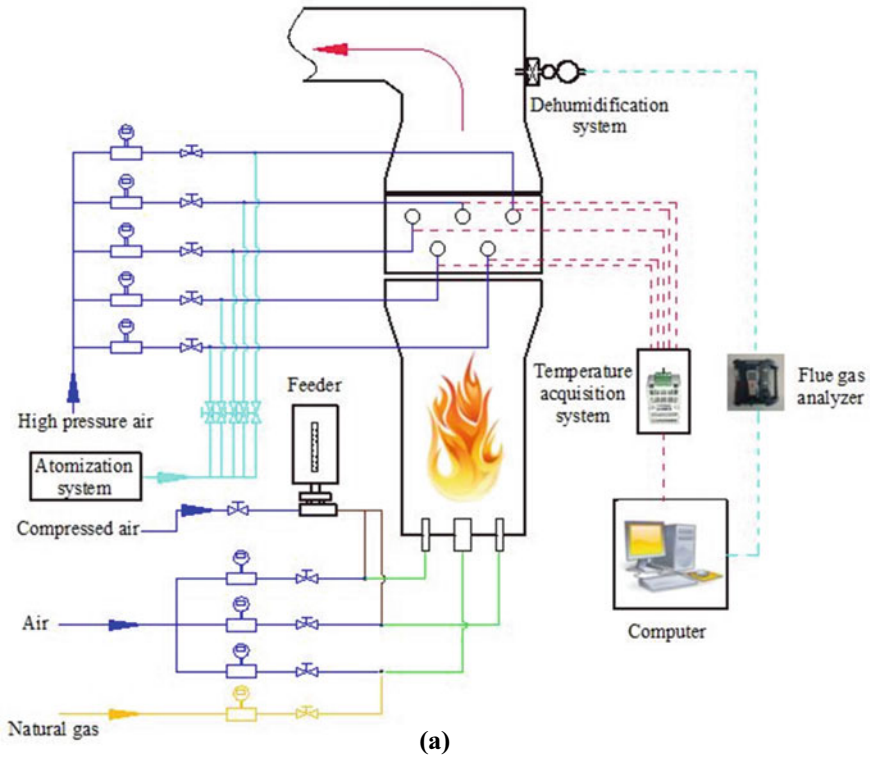 Dehumidification
system
High pressure air
Feeder
Temperature
acquisition
system
Flue gas
analyzer
Atomization
system
Compressed air
Air
Computer
Natural gas
(a)